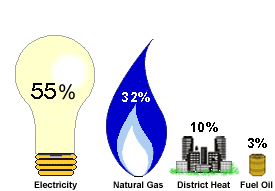 55%
32%
10%
3%
Electricity
Natural Gas
District Heat
Fuel Oil